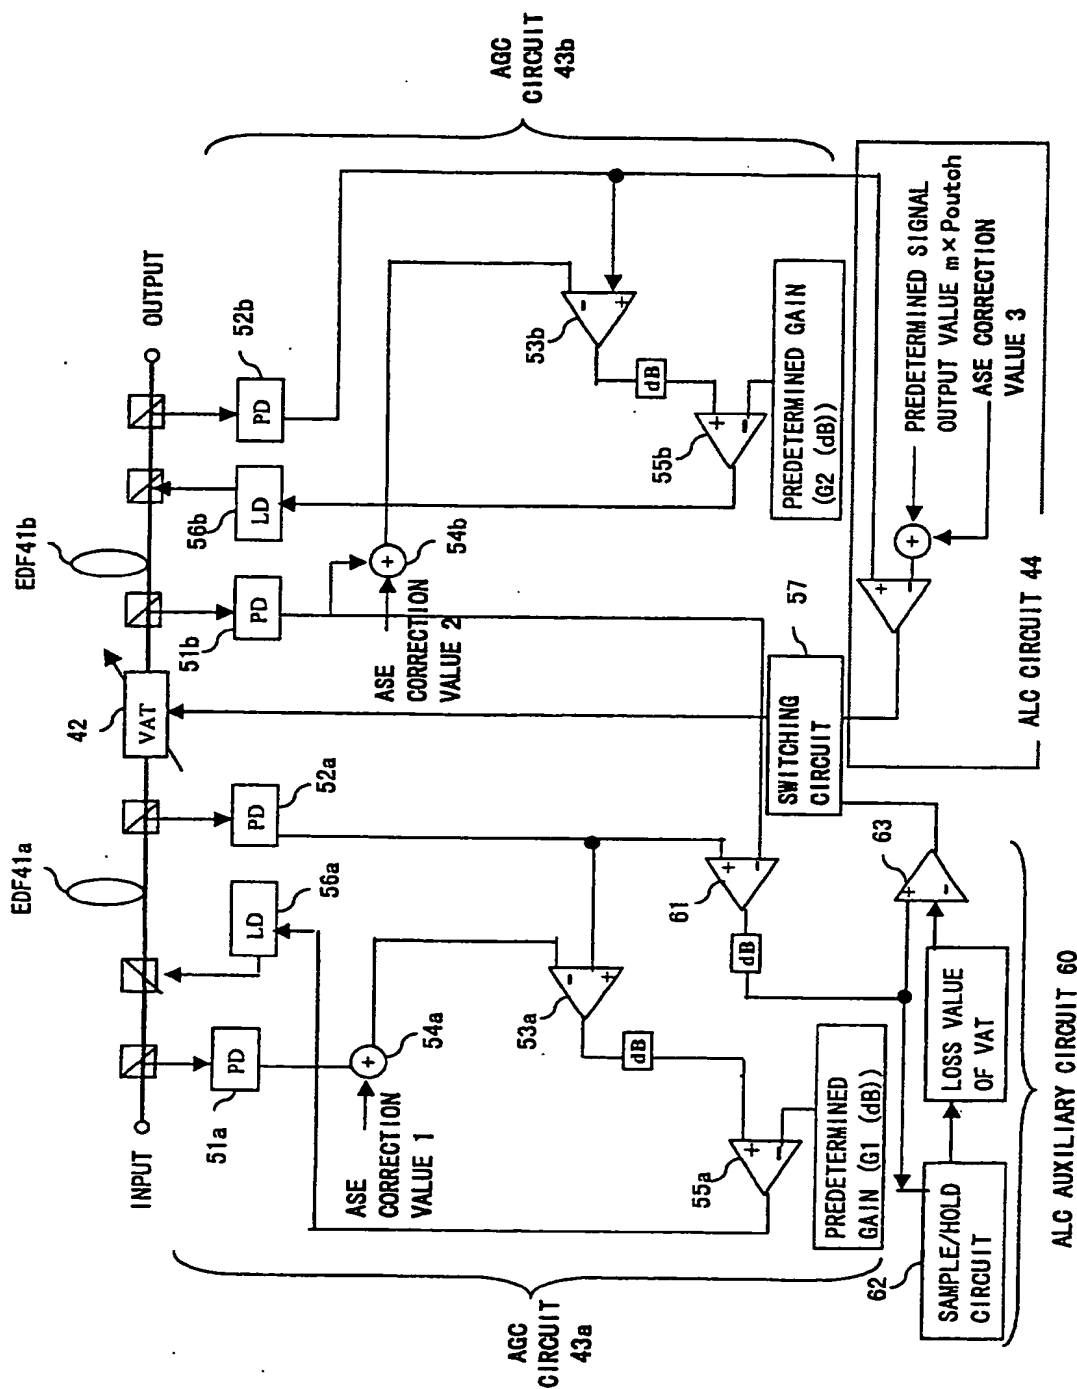 INPUT
OUTPUT
EDF41a
EDF41b
42
VAT
51a
PD
56a
LD
52a
PD
51b
PD
56b
LD
52b
PD
ASE
CORRECTION
VALUE 1
+
54a
-
+
53a
dB
+
-
55a
PREDETERMINED
GAIN (G1 (dB))
AGC
CIRCUIT
43a
ASE
CORRECTION
VALUE 2
+
54b
-
+
53b
dB
+
-
55b
PREDETERMINED GAIN
(G2 (dB))
AGC
CIRCUIT
43b
+
-
61
dB
57
SWITCHING
CIRCUIT
62
SAMPLE/HOLD
CIRCUIT
LOSS VALUE
OF VAT
63
+
-
ALC AUXILIARY CIRCUIT 60
+
-
+
PREDETERMINED SIGNAL
OUTPUT VALUE m×Poutch
ASE CORRECTION
VALUE 3
ALC CIRCUIT 44